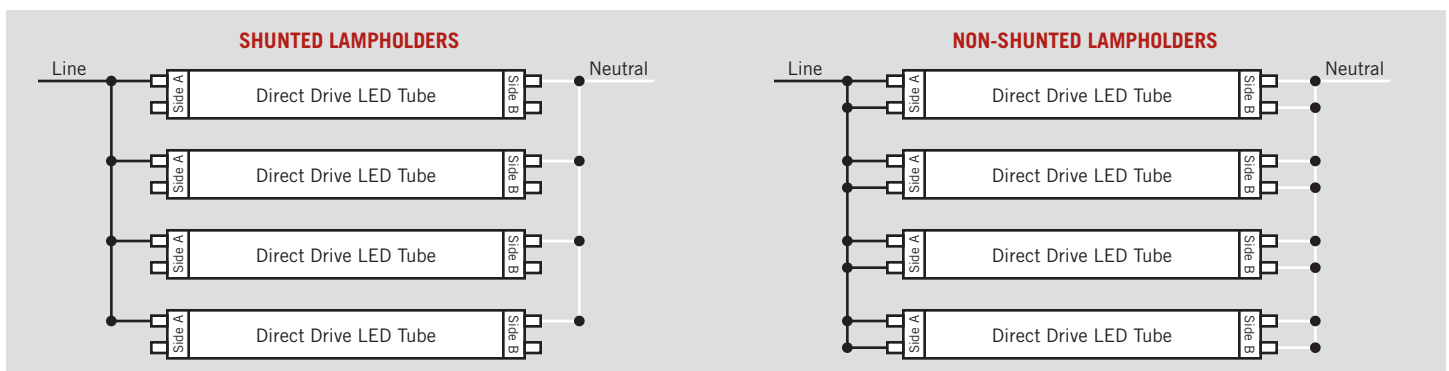 SHUNTED LAMPHOLDERS
Line
Neutral
Side A
Direct Drive LED Tube
Side B
Side A
Direct Drive LED Tube
Side B
Side A
Direct Drive LED Tube
Side B
Side A
Direct Drive LED Tube
Side B
NON-SHUNTED LAMPHOLDERS
Line
Neutral
Side A
Direct Drive LED Tube
Side B
Side A
Direct Drive LED Tube
Side B
Side A
Direct Drive LED Tube
Side B
Side A
Direct Drive LED Tube
Side B